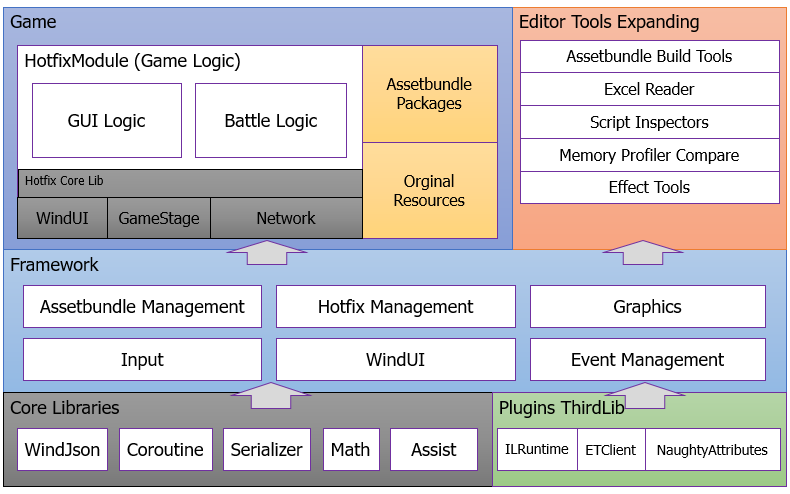 Game
HotfixModule (Game Logic)
GUI Logic
Battle Logic
Hotfix Core Lib
WindUI
GameStage
Network
Assetbundle
Packages
Orginal
Resources
Editor Tools Expanding
Assetbundle Build Tools
Excel Reader
Script Inspectors
Memory Profiler Compare
Effect Tools
Framework
Assetbundle Management
Hotfix Management
Graphics
Input
WindUI
Event Management
Core Libraries
WindJson
Coroutine
Serializer
Math
Assist
Plugins ThirdLib
ILRuntime
ETClient
NaughtyAttributes